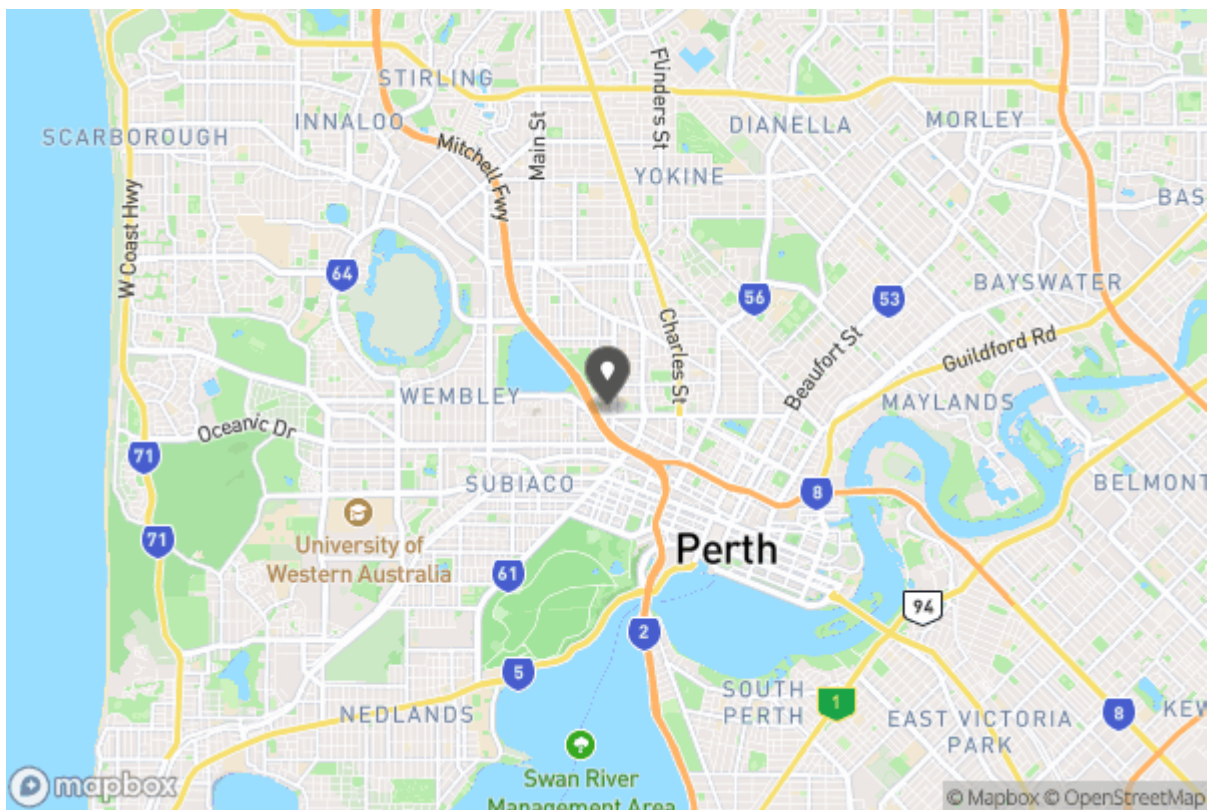 STIRLING
Flinders St
SCARBOROUGH
INNALOO
Main St
DIANELLA
MORLEY
Mitchell Fwy
YOKINE
BAS
W Coast Hwy
64
56
53
BAYSWATER
Charles St
Beaufort St
Guildford Rd
WEMBLEY
MAYLANDS
Oceanic Dr
71
SUBIACO
8
BELMONT
University of
Western Australia
71
Perth
61
94
2
5
SOUTH
PERTH
1
NEDLANDS
EAST VICTORIA
PARK
8
KEW
Swan River
Management Area
mapbox
© Mapbox © OpenStreetMap